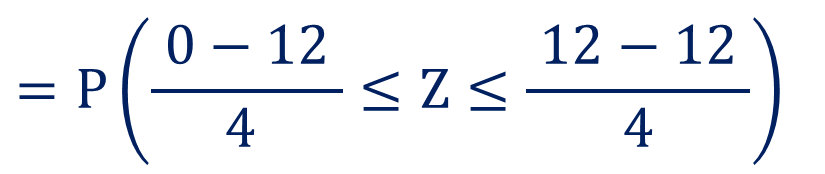 = P( (0 − 12)/4 ≤ Z ≤ (12 − 12)/4 )